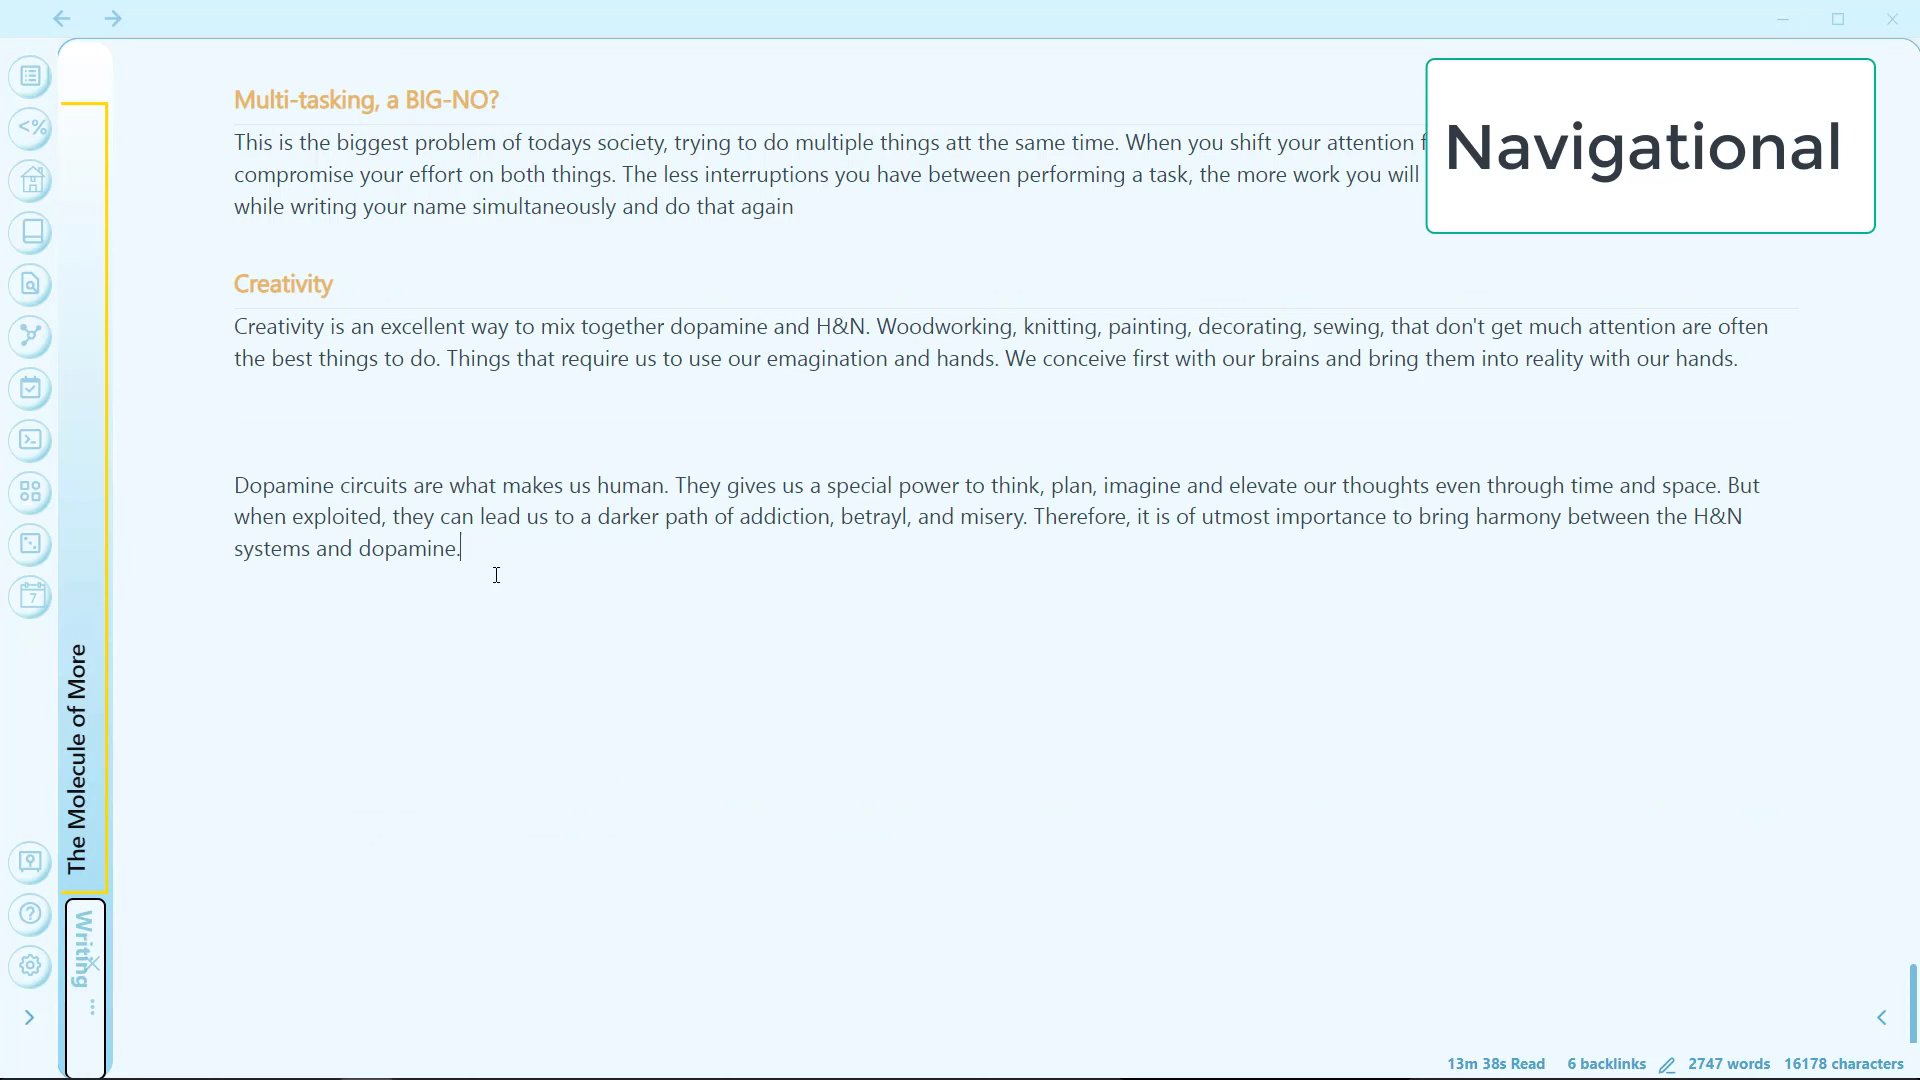 Multi-tasking, a BIG-NO?
This is the biggest problem of todays society, trying to do multiple things att the same time. When you shift your attention
compromise your effort on both things. The less interruptions you have between performing a task, the more work you will
while writing your name simultaneously and do that again
Navigational
Creativity
Creativity is an excellent way to mix together dopamine and H&N. Woodworking, knitting, painting, decorating, sewing, that don't get much attention are often
the best things to do. Things that require us to use our emagination and hands. We conceive first with our brains and bring them into reality with our hands.
Dopamine circuits are what makes us human. They gives us a special power to think, plan, imagine and elevate our thoughts even through time and space. But
when exploited, they can lead us to a darker path of addiction, betrayl, and misery. Therefore, it is of utmost importance to bring harmony between the H&N
systems and dopamine.
<%
7
The Molecule of More
Writing ...
13m 38s Read 6 backlinks 2747 words 16178 characters